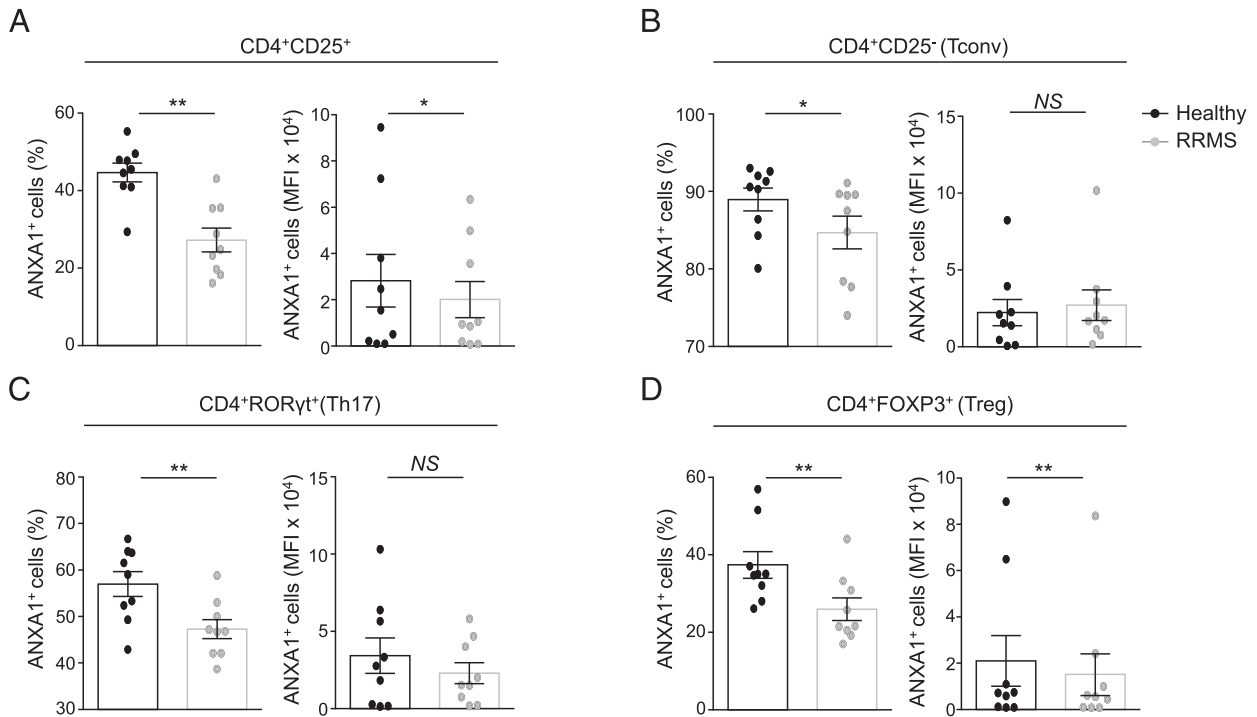 A
CD4⁺CD25⁺
**
ANXA1⁺ cells (%)
60
40
20
0
*
ANXA1⁺ cells (MFI x 10⁴)
10
8
6
4
2
0
B
CD4⁺CD25⁻ (Tconv)
*
ANXA1⁺ cells (%)
100
90
80
70
NS
ANXA1⁺ cells (MFI x 10⁴)
15
10
5
0
Healthy
RRMS
C
CD4⁺RORγt⁺(Th17)
**
ANXA1⁺ cells (%)
80
70
60
50
40
30
NS
ANXA1⁺ cells (MFI x 10⁴)
15
10
5
0
D
CD4⁺FOXP3⁺ (Treg)
**
ANXA1⁺ cells (%)
60
40
20
0
**
ANXA1⁺ cells (MFI x 10⁴)
10
8
6
4
2
0